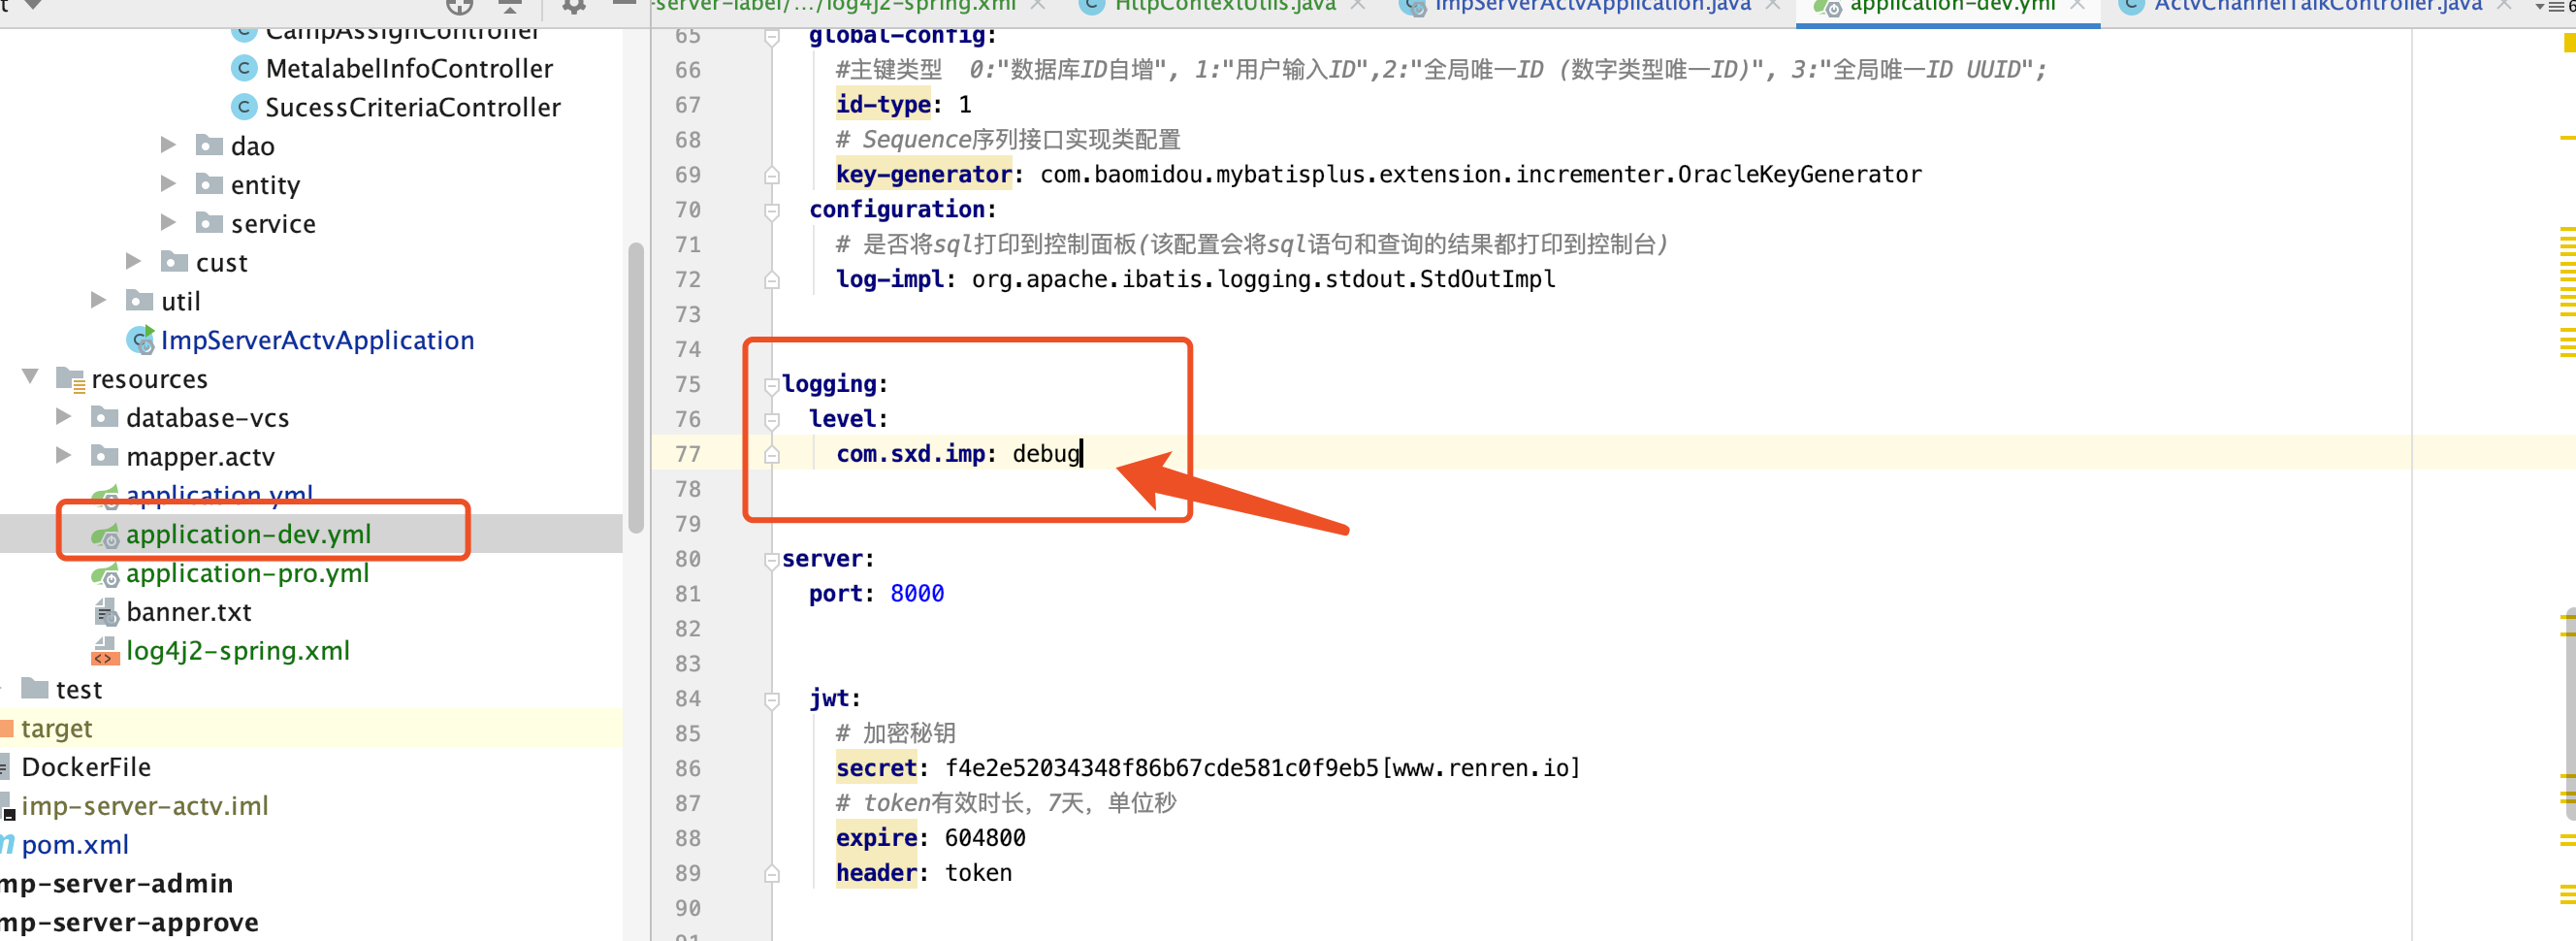 -server-label/.../log4j2-spring.xml
HttpContextUtils.java
ImpServerActvApplication.java
application-dev.yml
ActvChannelTalkController.java
CampAssignController
MetalabelInfoController
SucessCriteriaController
dao
entity
service
cust
util
ImpServerActvApplication
resources
database-vcs
mapper.actv
application.yml
application-dev.yml
application-pro.yml
banner.txt
log4j2-spring.xml
test
target
DockerFile
imp-server-actv.iml
pom.xml
mp-server-admin
mp-server-approve
65 global-config:
66 #主键类型  0:"数据库ID自增", 1:"用户输入ID",2:"全局唯一ID (数字类型唯一ID)", 3:"全局唯一ID UUID";
67 id-type: 1
68 # Sequence序列接口实现类配置
69 key-generator: com.baomidou.mybatisplus.extension.incrementer.OracleKeyGenerator
70 configuration:
71 # 是否将sql打印到控制面板(该配置会将sql语句和查询的结果都打印到控制台)
72 log-impl: org.apache.ibatis.logging.stdout.StdOutImpl
73
74
75 logging:
76 level:
77 com.sxd.imp: debug
78
79
80 server:
81 port: 8000
82
83
84 jwt:
85 # 加密秘钥
86 secret: f4e2e52034348f86b67cde581c0f9eb5[www.renren.io]
87 # token有效时长，7天，单位秒
88 expire: 604800
89 header: token
90